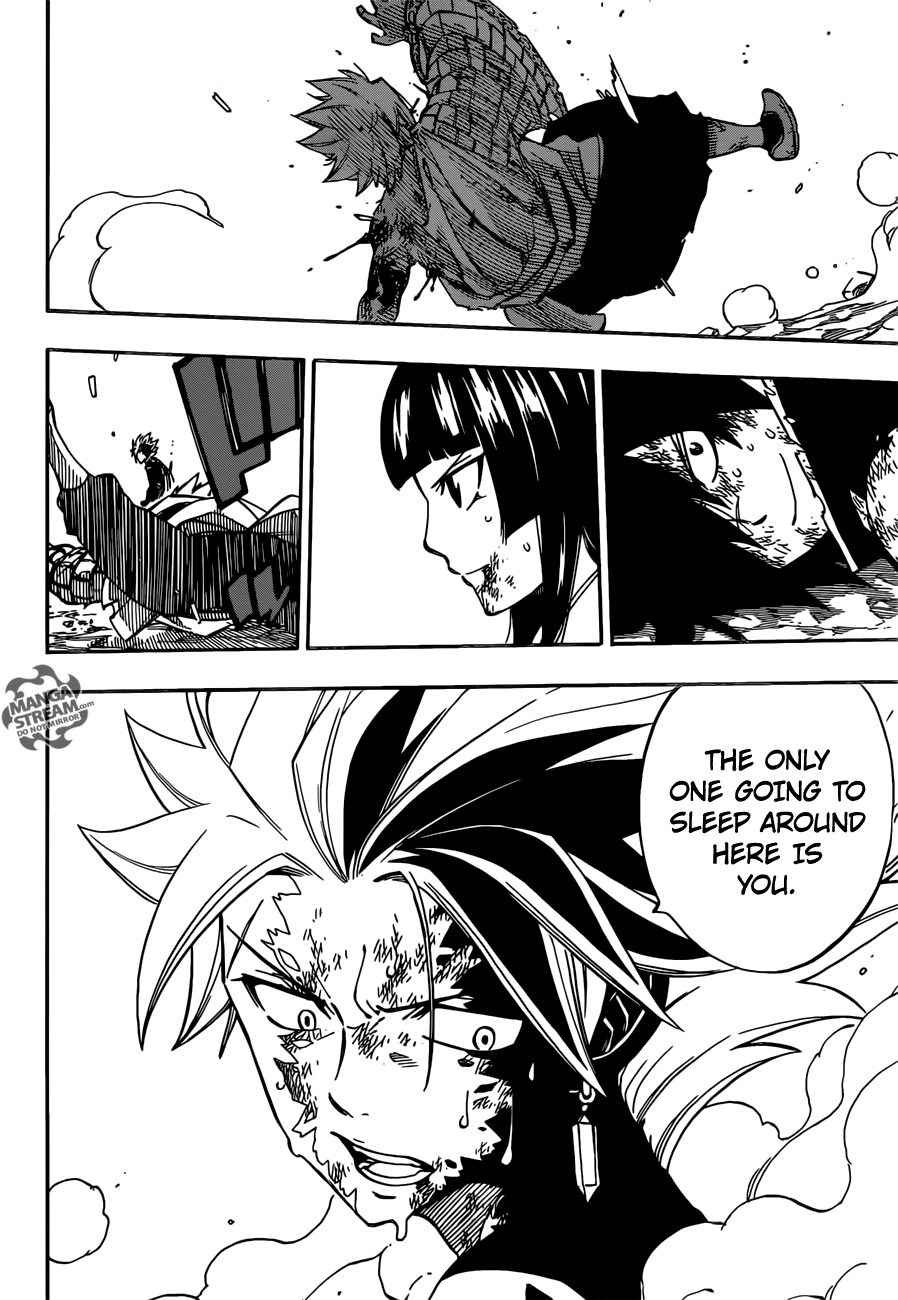 MANGA
STREAM.com
DO NOT MIRROR
THE ONLY
ONE GOING TO
SLEEP AROUND
HERE IS
YOU.